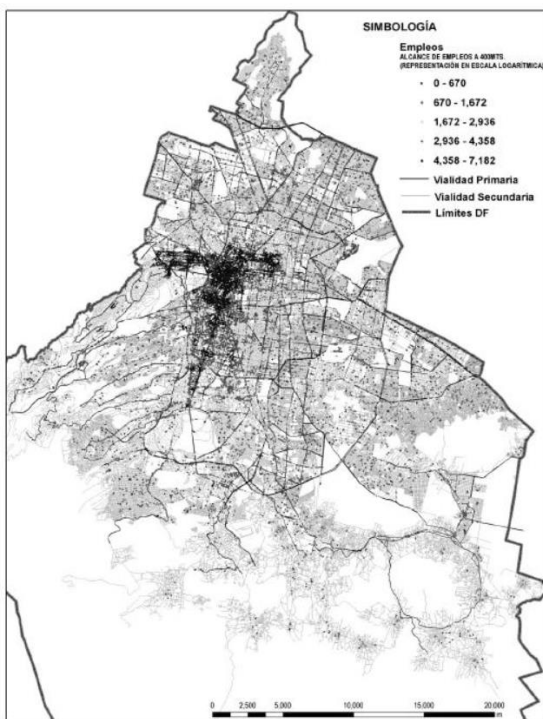 SIMBOLOGÍA
Empleos
ALCANCE DE EMPLEOS A 400MTS.
(REPRESENTACIÓN EN ESCALA LOGARÍTMICA)
0 - 670
670 - 1,672
1,672 - 2,936
2,936 - 4,358
4,358 - 7,182
Vialidad Primaria
Vialidad Secundaria
Límites DF
0 2,500 5,000 10,000 15,000 20,000
m